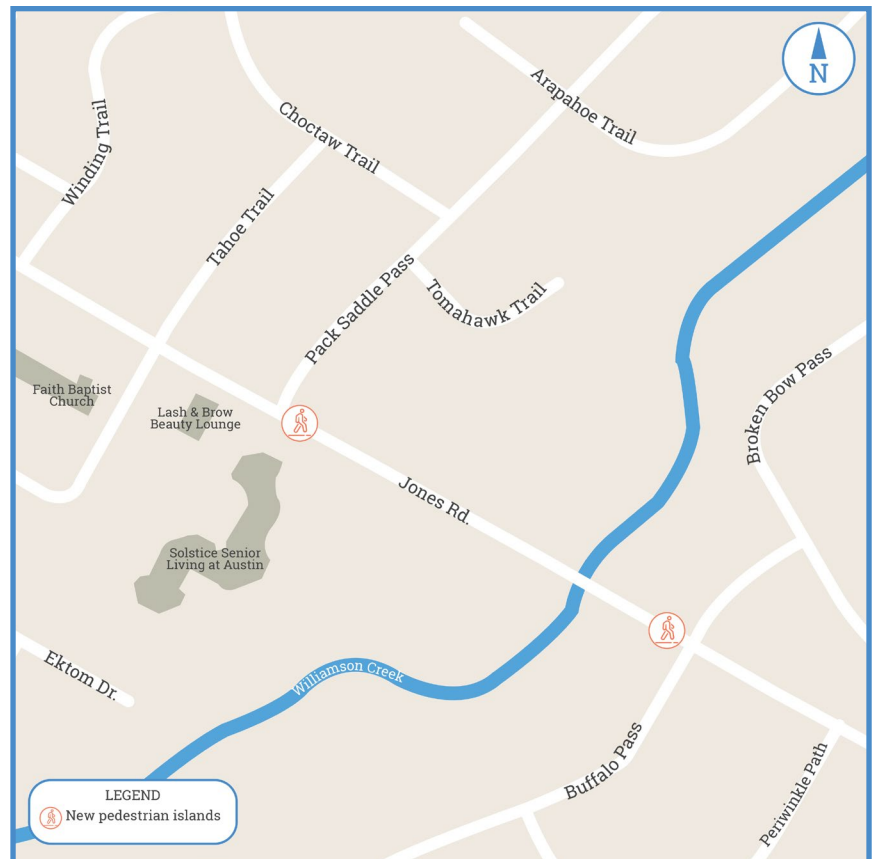 N
Arapahoe Trail
Choctaw Trail
Winding Trail
Tahoe Trail
Pack Saddle Pass
Tomahawk Trail
Broken Bow Pass
Faith Baptist
Church
Lash & Brow
Beauty Lounge
Jones Rd.
Solstice Senior
Living at Austin
Ektom Dr.
Williamson Creek
Buffalo Pass
Periwinkle Path
LEGEND
New pedestrian islands